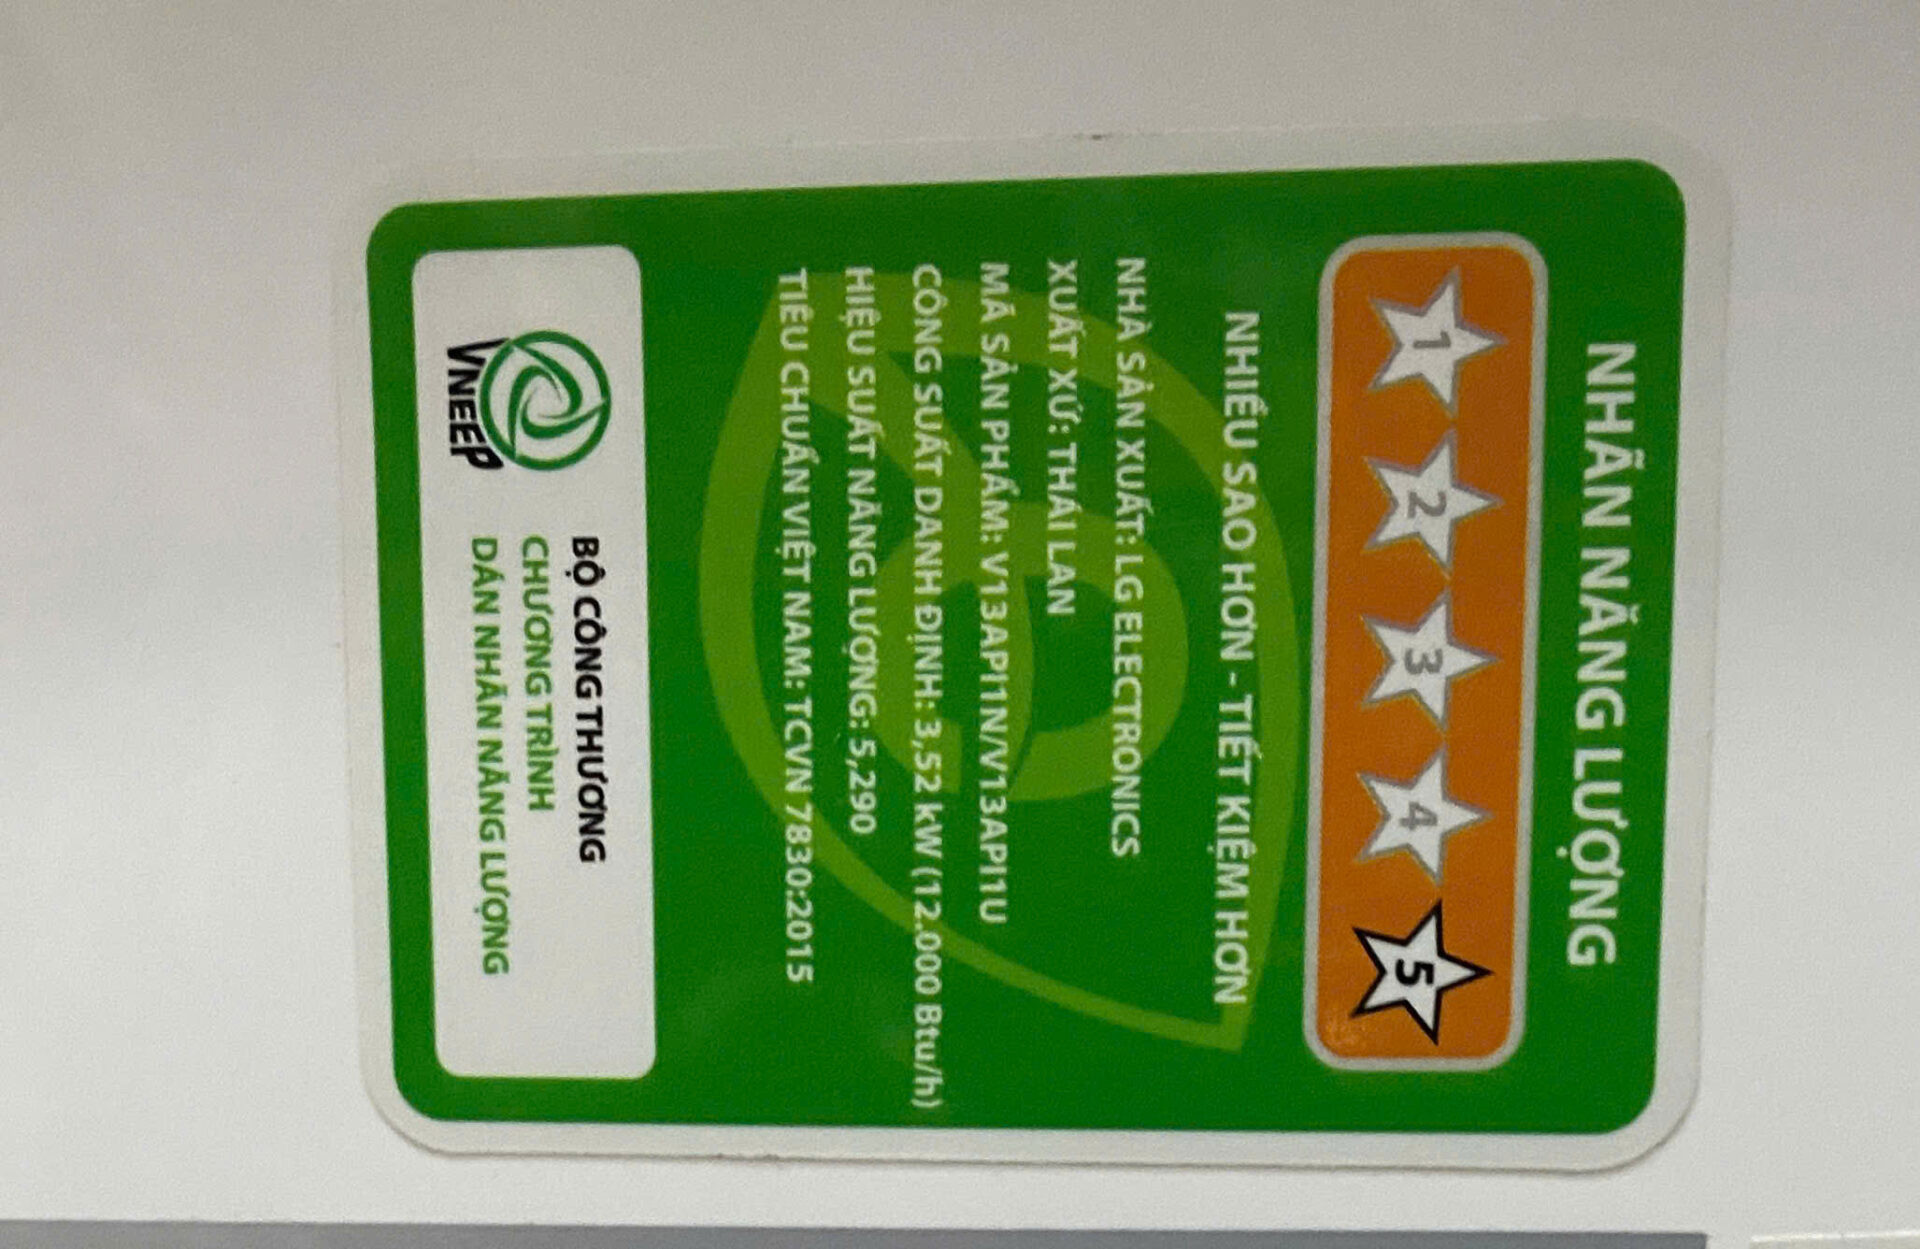 NHÃN NĂNG LƯỢNG
1 2 3 4 5
NHIỀU SAO HƠN - TIẾT KIỆM HƠN
NHÀ SẢN XUẤT: LG ELECTRONICS
XUẤT XỨ: THÁI LAN
MÃ SẢN PHẨM: V13API1N/V13API1U
CÔNG SUẤT DANH ĐỊNH: 3,52 kW (12.000 Btu/h)
HIỆU SUẤT NĂNG LƯỢNG: 5,290
TIÊU CHUẨN VIỆT NAM: TCVN 7830:2015
VNEEP
BỘ CÔNG THƯƠNG
CHƯƠNG TRÌNH
DÁN NHÃN NĂNG LƯỢNG